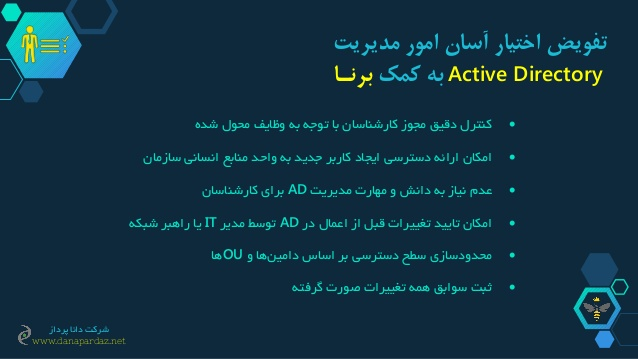 تفویض اختیار آسان امور مدیریت
Active Directory به کمک برنـا
• کنترل دقیق مجوز کارشناسان با توجه به وظایف محول شده
• امکان ارائه دسترسی ایجاد کاربر جدید به واحد منابع انسانی سازمان
• عدم نیاز به دانش و مهارت مدیریت AD برای کارشناسان
• امکان تایید تغییرات قبل از اعمال در AD توسط مدیر IT یا راهبر شبکه
• محدودسازی سطح دسترسی بر اساس دامین‌ها و OUها
• ثبت سوابق همه تغییرات صورت گرفته
شرکت دانا پرداز
www.danapardaz.net